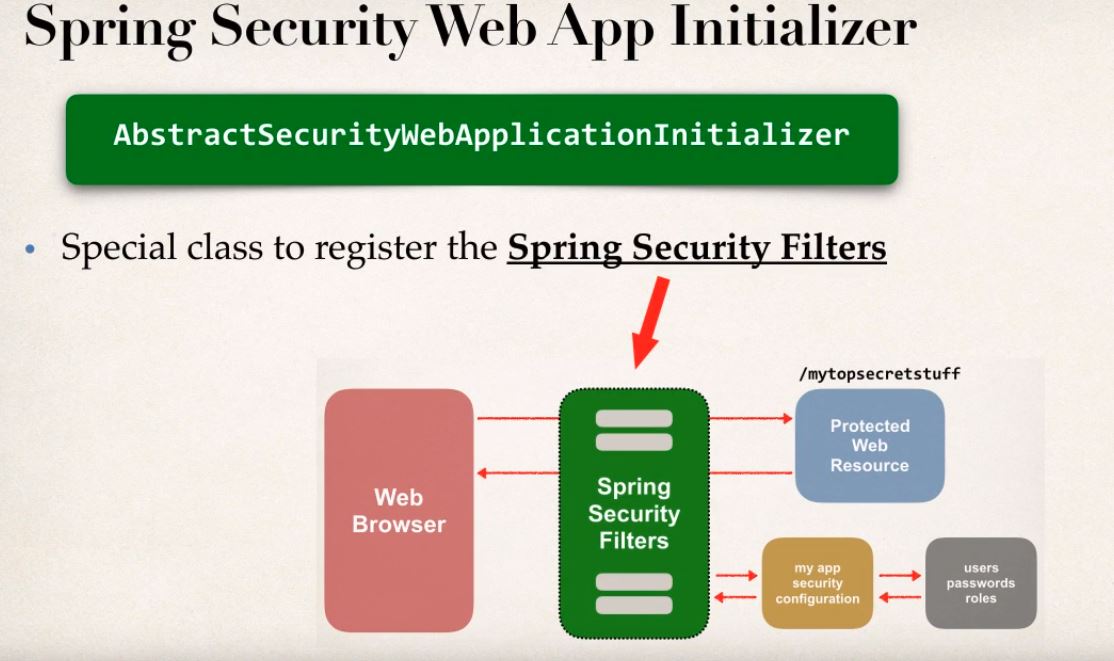 Spring Security Web App Initializer
AbstractSecurityWebApplicationInitializer
• Special class to register the Spring Security Filters
/mytopsecretstuff
Protected
Web
Resource
Web
Browser
Spring
Security
Filters
my app
security
configuration
users
passwords
roles